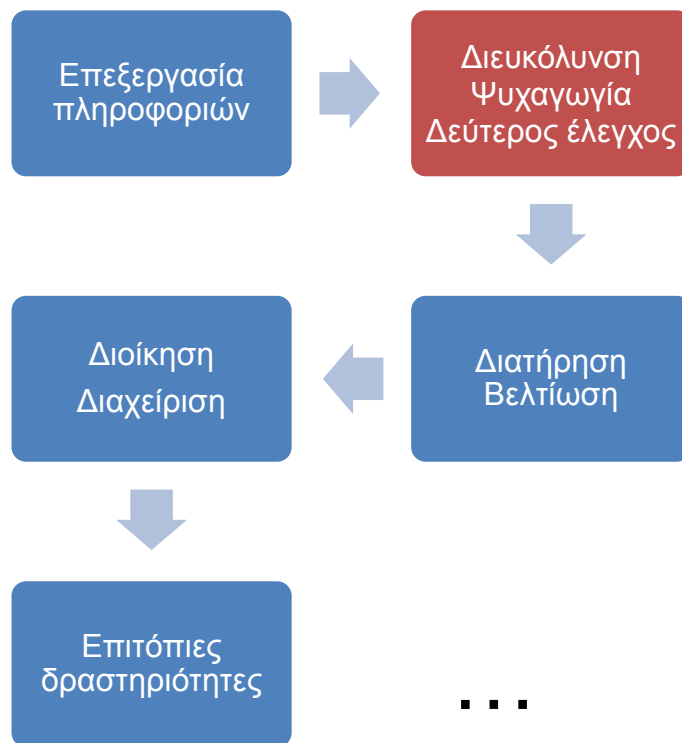 Επεξεργασία
πληροφοριών
Διευκόλυνση
Ψυχαγωγία
Δεύτερος έλεγχος
Διατήρηση
Βελτίωση
Διοίκηση
Διαχείριση
Επιτόπιες
δραστηριότητες
...